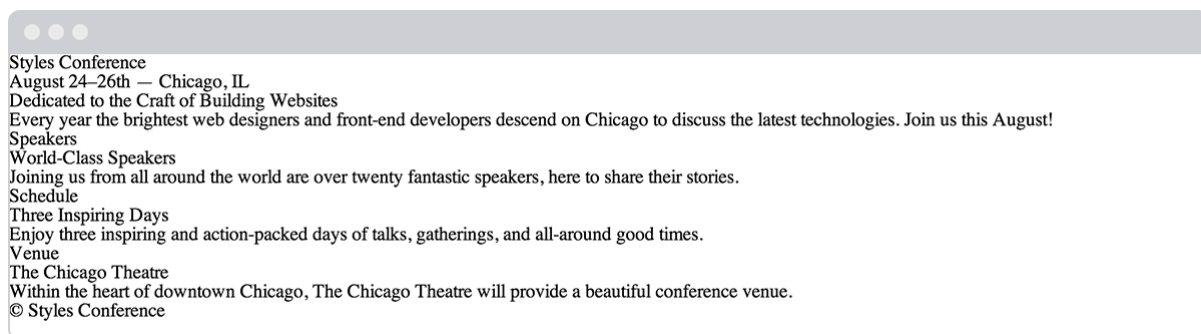 Styles Conference
August 24–26th — Chicago, IL
Dedicated to the Craft of Building Websites
Every year the brightest web designers and front-end developers descend on Chicago to discuss the latest technologies. Join us this August!
Speakers
World-Class Speakers
Joining us from all around the world are over twenty fantastic speakers, here to share their stories.
Schedule
Three Inspiring Days
Enjoy three inspiring and action-packed days of talks, gatherings, and all-around good times.
Venue
The Chicago Theatre
Within the heart of downtown Chicago, The Chicago Theatre will provide a beautiful conference venue.
© Styles Conference